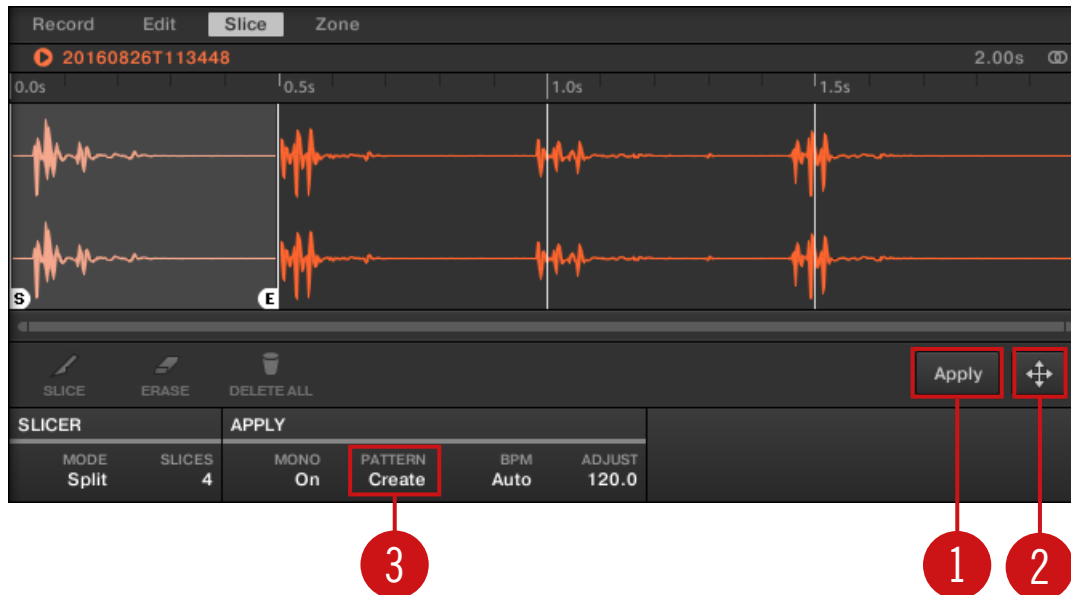 Record Edit Slice Zone
20160826T113448 2.00s
0.0s 0.5s 1.0s 1.5s
S E
Apply
SLICE ERASE DELETE ALL
SLICER APPLY
MODE SLICES MONO PATTERN BPM ADJUST
Split 4 On Create Auto 120.0
3 1 2